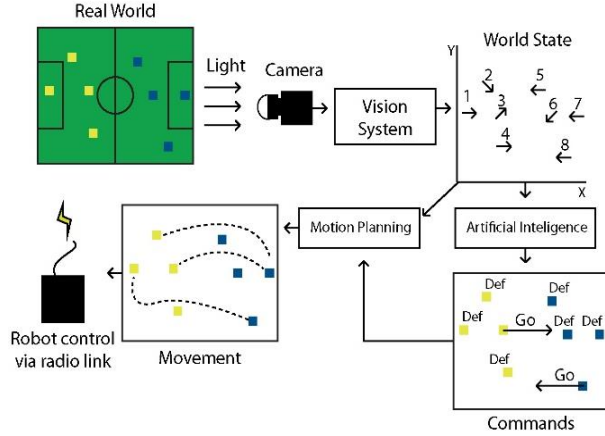 Real World
Light
Camera
Vision
System
World State
Y
X
1
2
3
4
5
6
7
8
Motion Planning
Artificial Inteligence
Movement
Robot control
via radio link
Def
Def
Def
Go
Def
Def
Def
Go
Commands